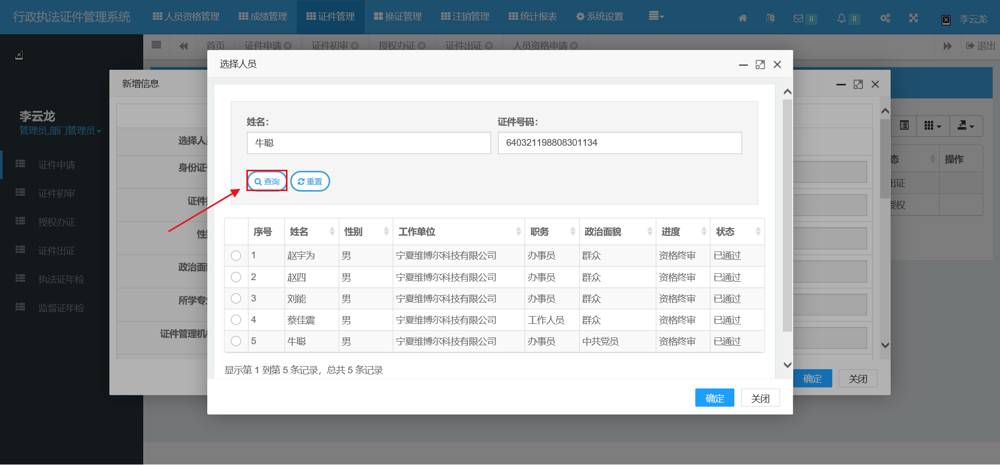 行政执法证件管理系统 人员资格管理 成绩管理 证件管理 换证管理 注销管理 统计报表 系统设置 0 0 李云龙
首页 证件申请 证件初审 授权办证 证件出证 人员资格申请 退出
李云龙
管理员,部门管理员
证件申请
证件初审
授权办证
证件出证
执法证年检
监督证年检
新增信息
选择人
身份证
证件
政治面
所学专
证件管理机
确定 关闭
态 操作
出证
授权
选择人员
姓名: 证件号码:
牛聪 640321198808301134
查询 重置
序号 姓名 性别 工作单位 职务 政治面貌 进度 状态
1 赵宇为 男 宁夏维博尔科技有限公司 办事员 群众 资格终审 已通过
2 赵四 男 宁夏维博尔科技有限公司 办事员 群众 资格终审 已通过
3 刘能 男 宁夏维博尔科技有限公司 办事员 群众 资格终审 已通过
4 蔡佳震 男 宁夏维博尔科技有限公司 工作人员 群众 资格终审 已通过
5 牛聪 男 宁夏维博尔科技有限公司 办事员 中共党员 资格终审 已通过
显示第 1 到第 5 条记录，总共 5 条记录
确定 关闭